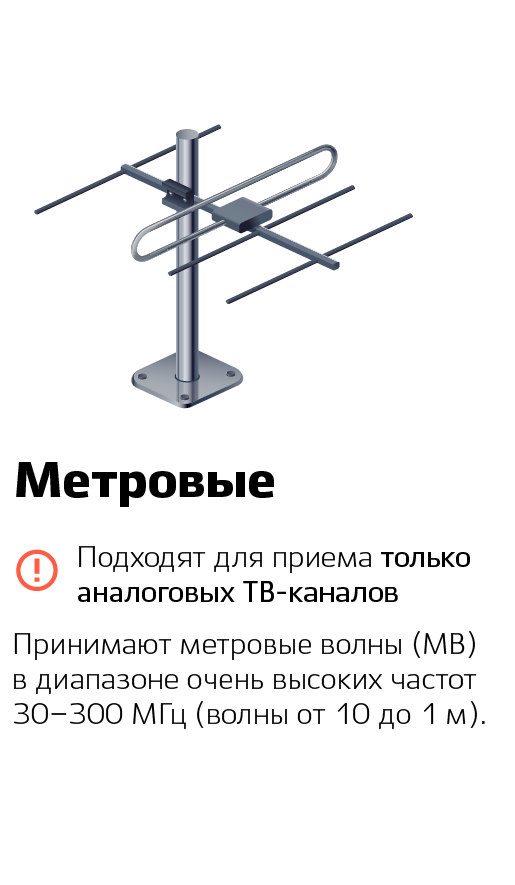 Метровые
Подходят для приема только
аналоговых ТВ-каналов
Принимают метровые волны (МВ)
в диапазоне очень высоких частот
30–300 МГц (волны от 10 до 1 м).